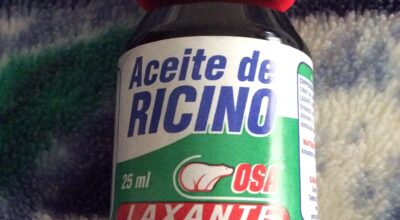 Aceite de
RICINO
25 ml
OSA
LAXANTE